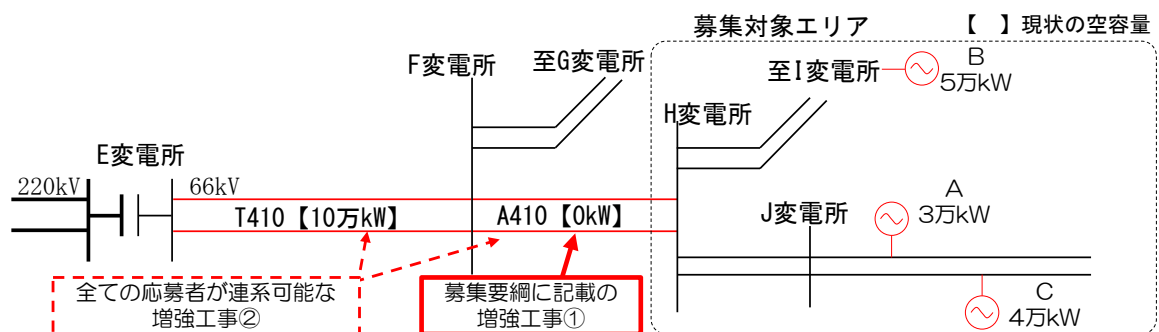 募集対象エリア
【　】現状の空容量
F変電所
至G変電所
至I変電所
B
5万kW
H変電所
E変電所
220kV
66kV
T410【10万kW】
A410【0kW】
J変電所
A
3万kW
全ての応募者が連系可能な
増強工事②
募集要綱に記載の
増強工事①
C
4万kW